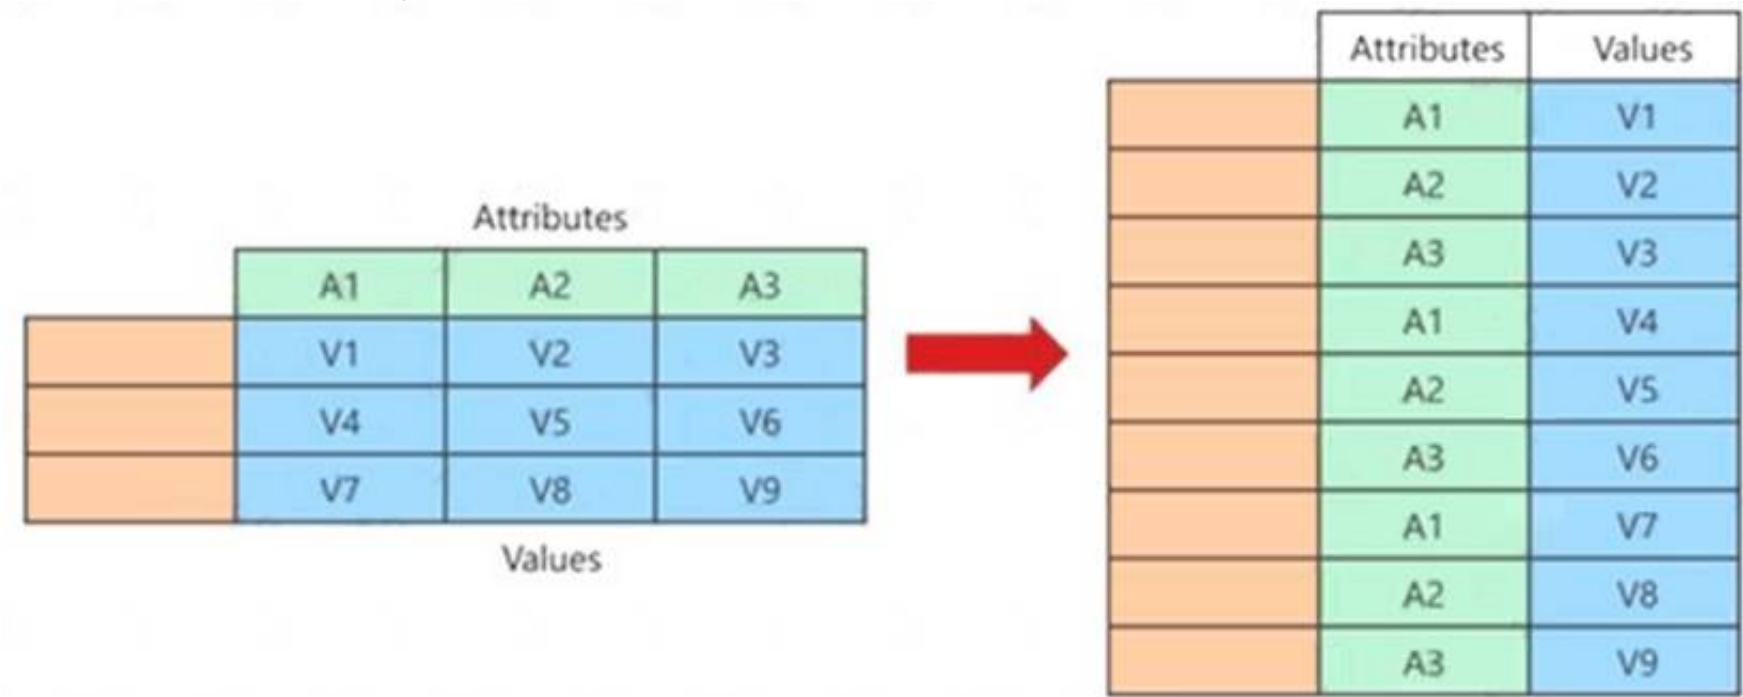 Attributes
A1 A2 A3
V1 V2 V3
V4 V5 V6
V7 V8 V9
Values
Attributes Values
A1 V1
A2 V2
A3 V3
A1 V4
A2 V5
A3 V6
A1 V7
A2 V8
A3 V9